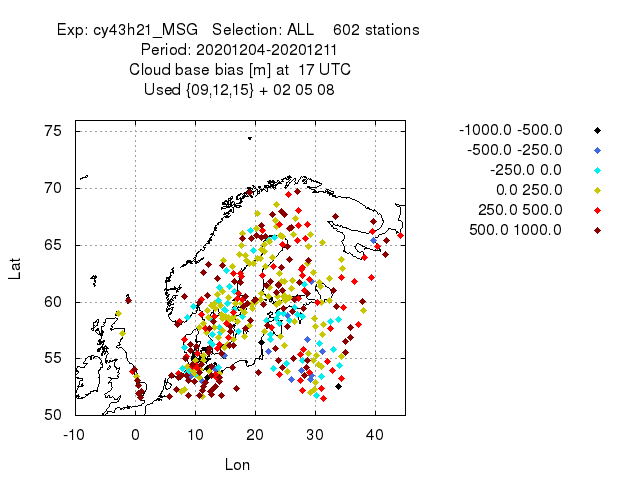 Exp: cy43h21_MSG Selection: ALL 602 stations
Period: 20201204-20201211
Cloud base bias [m] at 17 UTC
Used {09,12,15} + 02 05 08
-1000.0 -500.0
-500.0 -250.0
-250.0 0.0
0.0 250.0
250.0 500.0
500.0 1000.0
75
70
65
60
55
50
Lat
-10 0 10 20 30 40
Lon